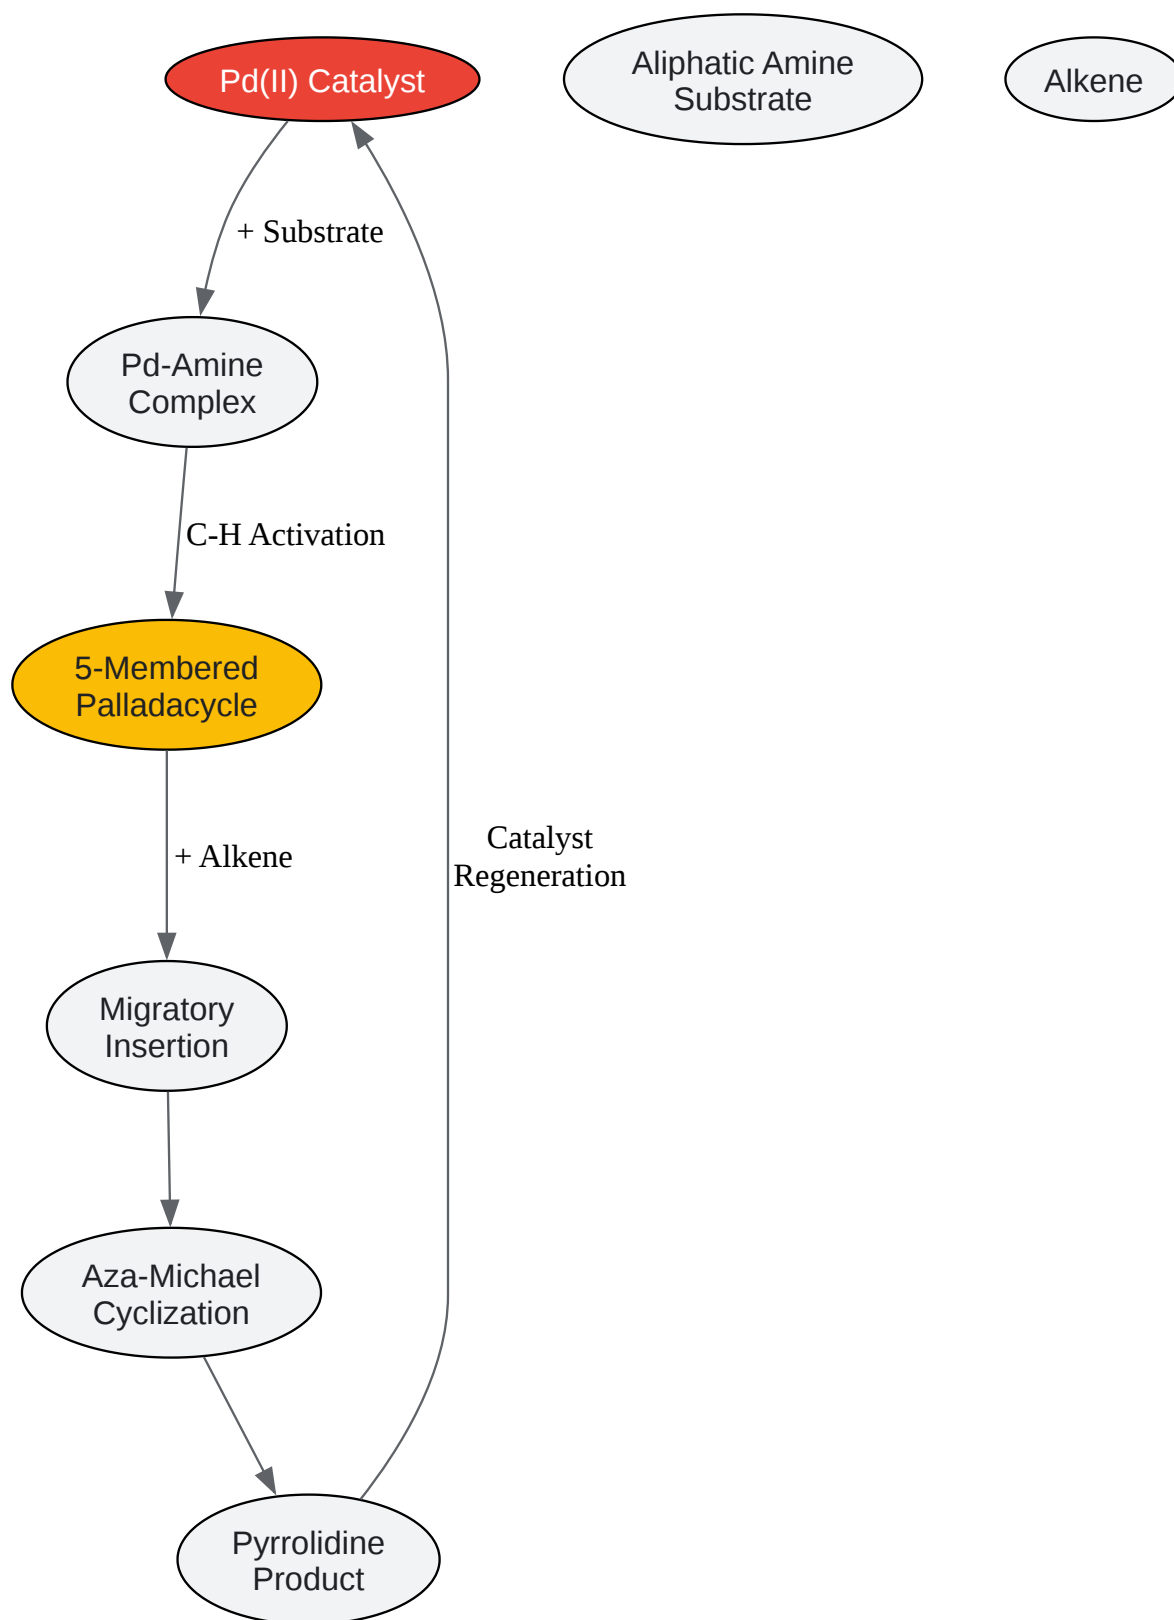 Pd(II) Catalyst
Aliphatic Amine
Substrate
Alkene
+ Substrate
Pd-Amine
Complex
C-H Activation
5-Membered
Palladacycle
+ Alkene
Catalyst
Regeneration
Migratory
Insertion
Aza-Michael
Cyclization
Pyrrolidine
Product